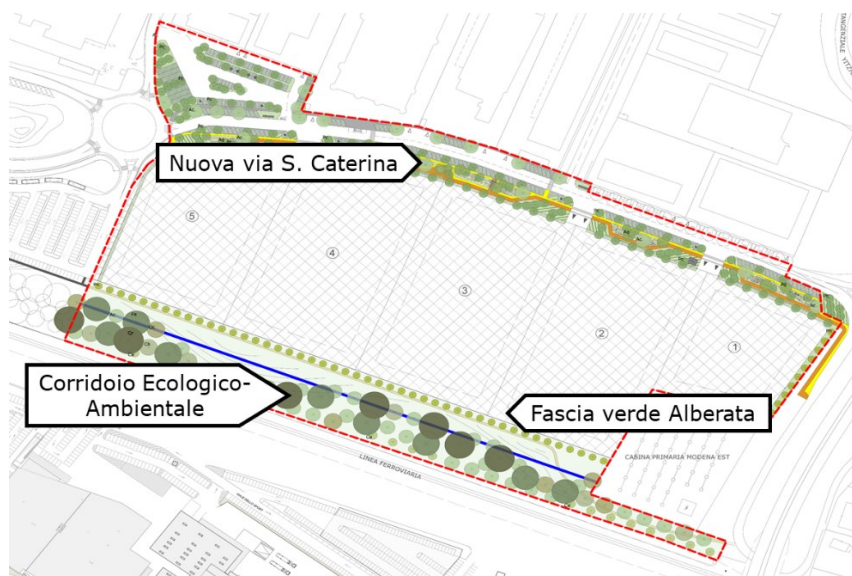 TANGENZIALE
Nuova via S. Caterina
5
4
3
2
1
Corridoio Ecologico-
Ambientale
Fascia verde Alberata
CABINA PRIMARIA MODENA EST
LINEA FERROVIARIA